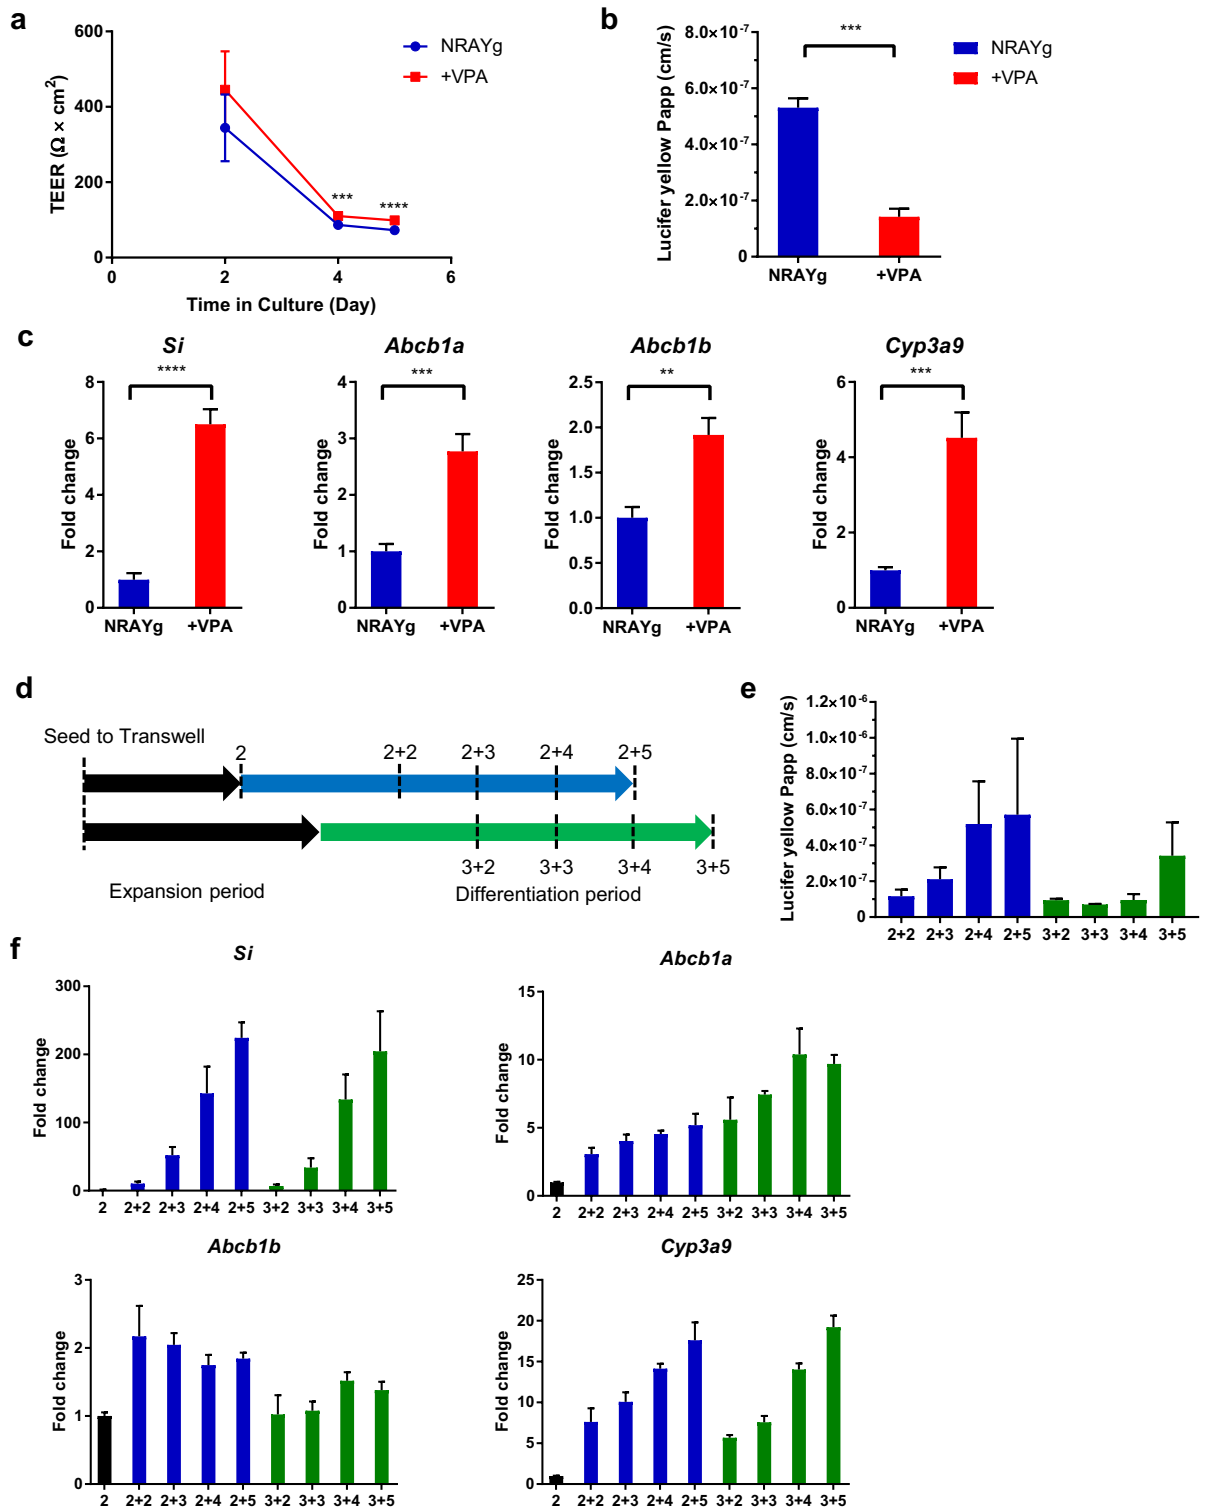 a
600
400
200
0
TEER (Ω × cm²)
0 2 4 6
Time in Culture (Day)
*** ****
NRAYg
+VPA
b
8.0×10⁻⁷
6.0×10⁻⁷
4.0×10⁻⁷
2.0×10⁻⁷
0
Lucifer yellow Papp (cm/s)
***
NRAYg +VPA
NRAYg
+VPA
c
Si
****
8
6
4
2
0
Fold change
NRAYg +VPA
Abcb1a
***
4
3
2
1
0
Fold change
NRAYg +VPA
Abcb1b
**
2.5
2.0
1.5
1.0
0.5
0.0
Fold change
NRAYg +VPA
Cyp3a9
***
6
4
2
0
Fold change
NRAYg +VPA
d
Seed to Transwell
2 2+2 2+3 2+4 2+5
3+2 3+3 3+4 3+5
Expansion period Differentiation period
e
1.2×10⁻⁶
1.0×10⁻⁶
8.0×10⁻⁷
6.0×10⁻⁷
4.0×10⁻⁷
2.0×10⁻⁷
0
Lucifer yellow Papp (cm/s)
2+2 2+3 2+4 2+5 3+2 3+3 3+4 3+5
f
Si
300
200
100
0
Fold change
2 2+2 2+3 2+4 2+5 3+2 3+3 3+4 3+5
Abcb1a
15
10
5
0
Fold change
2 2+2 2+3 2+4 2+5 3+2 3+3 3+4 3+5
Abcb1b
3
2
1
0
Fold change
2 2+2 2+3 2+4 2+5 3+2 3+3 3+4 3+5
Cyp3a9
25
20
15
10
5
0
Fold change
2 2+2 2+3 2+4 2+5 3+2 3+3 3+4 3+5